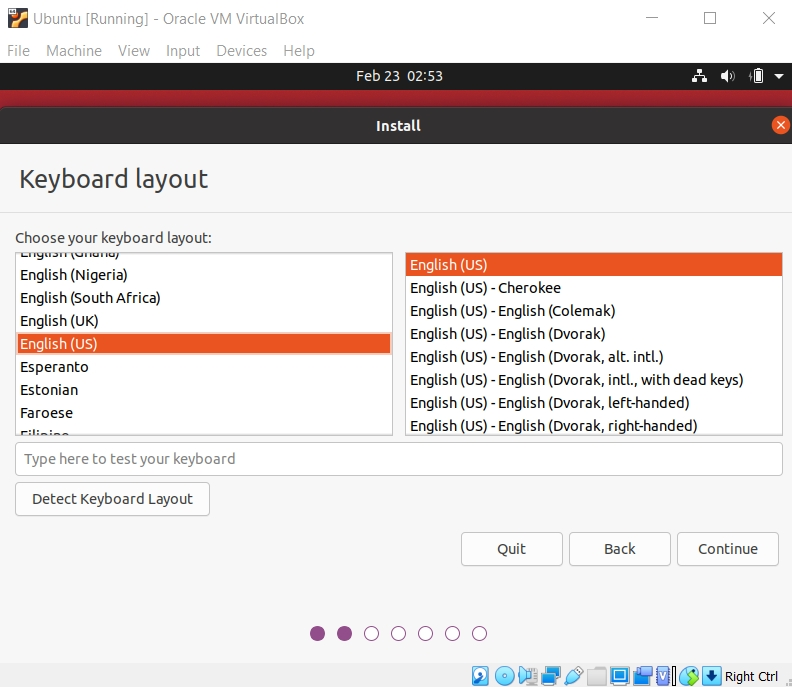 Ubuntu [Running] - Oracle VM VirtualBox
File Machine View Input Devices Help
Feb 23 02:53
Install
Keyboard layout
Choose your keyboard layout:
English (Ghana)
English (Nigeria)
English (South Africa)
English (UK)
English (US)
Esperanto
Estonian
Faroese
Filipino
English (US)
English (US) - Cherokee
English (US) - English (Colemak)
English (US) - English (Dvorak)
English (US) - English (Dvorak, alt. intl.)
English (US) - English (Dvorak, intl., with dead keys)
English (US) - English (Dvorak, left-handed)
English (US) - English (Dvorak, right-handed)
Type here to test your keyboard
Detect Keyboard Layout
Quit Back Continue
Right Ctrl